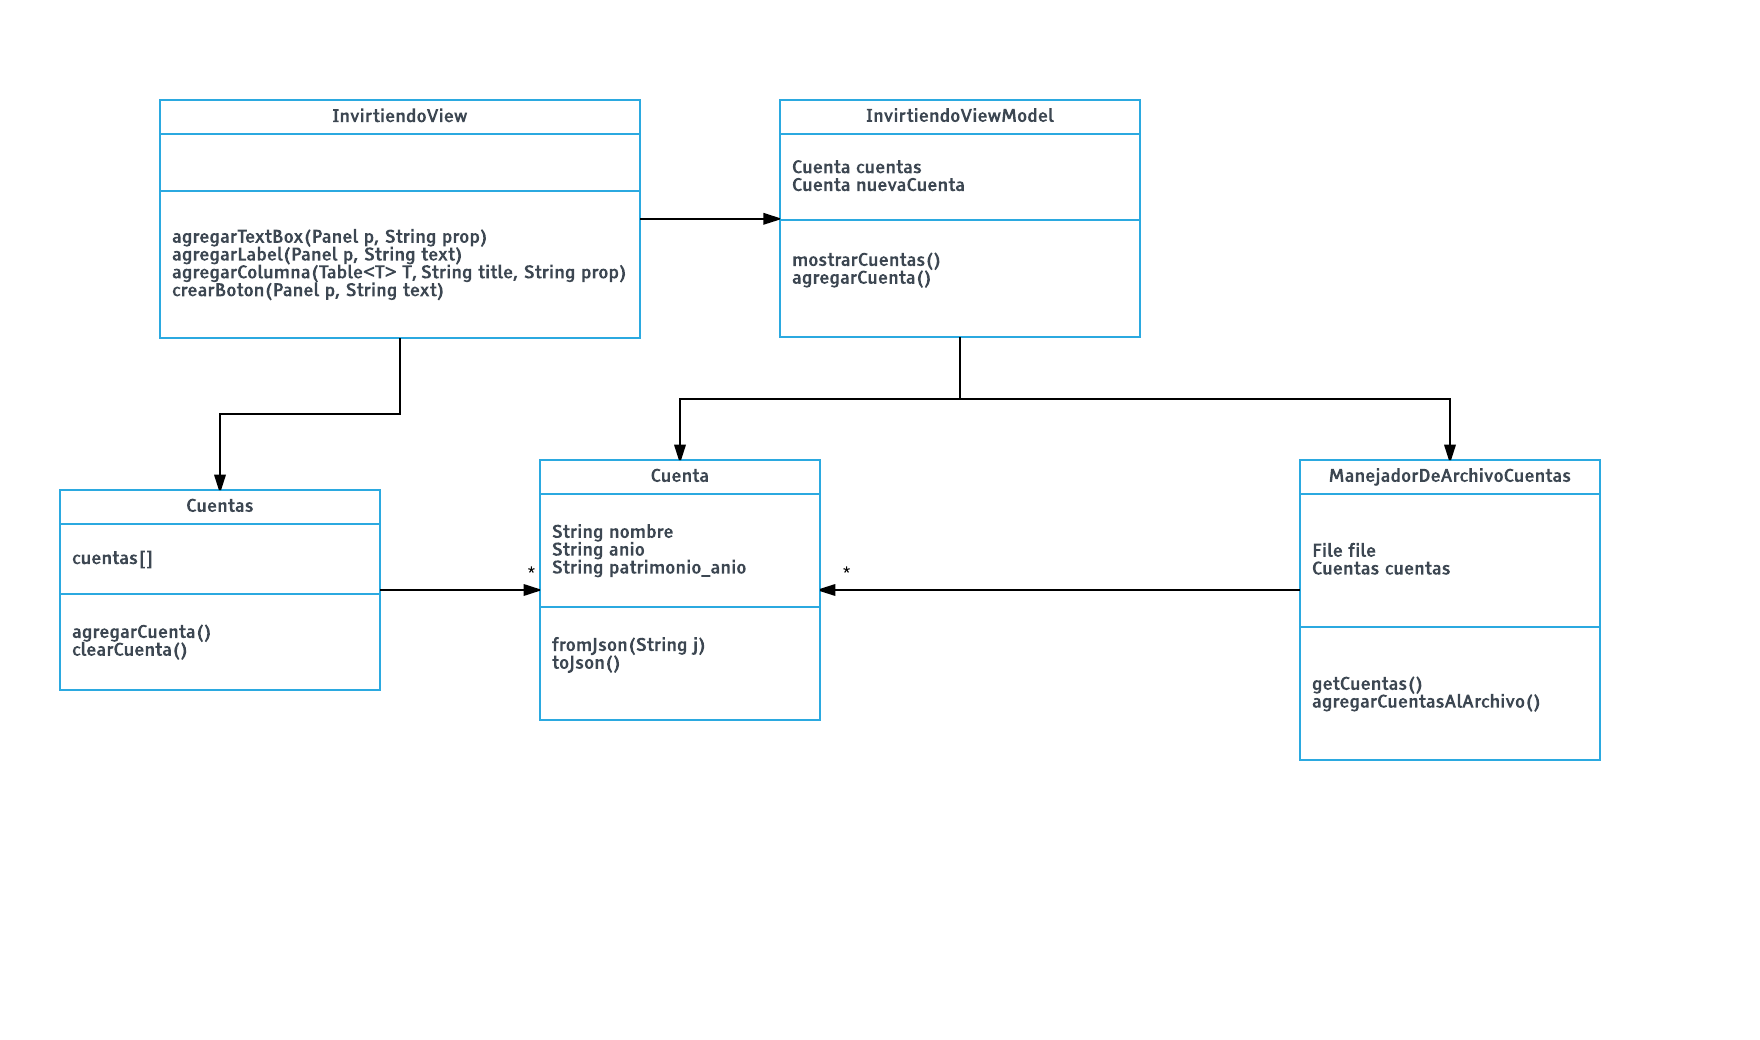 InvirtiendoView
agregarTextBox(Panel p, String prop)
agregarLabel(Panel p, String text)
agregarColumna(Table<T> T, String title, String prop)
crearBoton(Panel p, String text)
InvirtiendoViewModel
Cuenta cuentas
Cuenta nuevaCuenta
mostrarCuentas()
agregarCuenta()
Cuentas
cuentas[]
agregarCuenta()
clearCuenta()
*
Cuenta
String nombre
String anio
String patrimonio_anio
fromJson(String j)
toJson()
*
ManejadorDeArchivoCuentas
File file
Cuentas cuentas
getCuentas()
agregarCuentasAlArchivo()